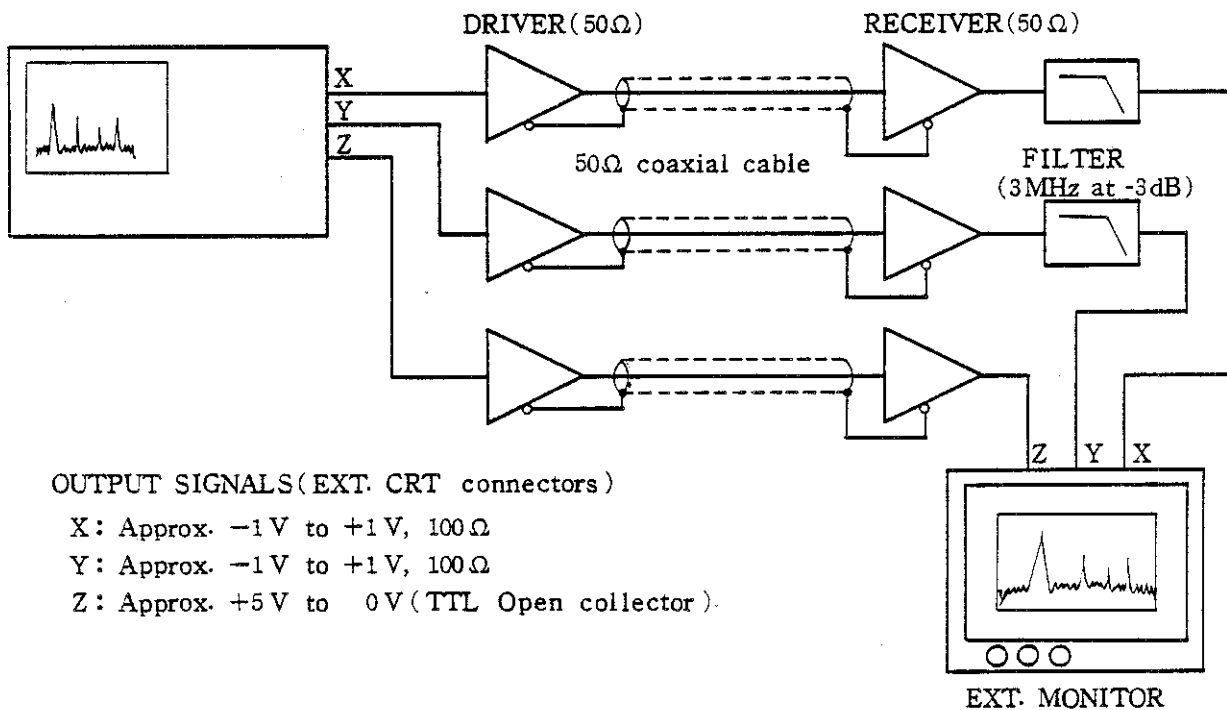 DRIVER(50Ω)
RECEIVER(50Ω)
X
Y
Z
50Ω coaxial cable
FILTER
(3MHz at -3dB)
Z Y X
OUTPUT SIGNALS(EXT. CRT connectors)
X: Approx. −1V to +1V, 100Ω
Y: Approx. −1V to +1V, 100Ω
Z: Approx. +5V to 0V(TTL Open collector)
EXT. MONITOR